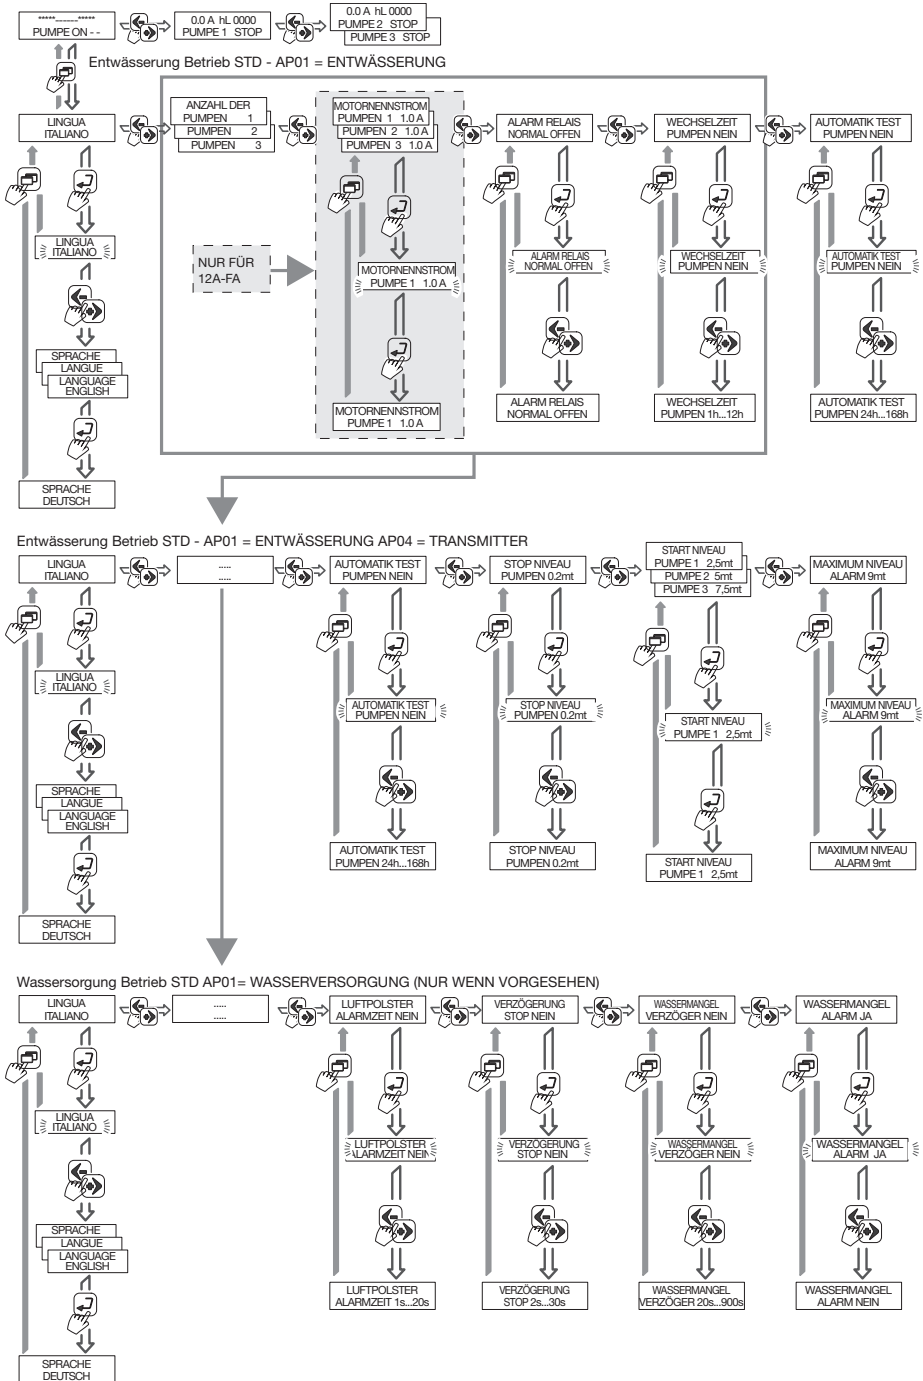 *****______*****
PUMPE ON - -
0.0 A hL 0000
PUMPE 1 STOP
0.0 A hL 0000
PUMPE 2 STOP
PUMPE 3 STOP
Entwässerung Betrieb STD - AP01 = ENTWÄSSERUNG
LINGUA
ITALIANO
ANZAHL DER
PUMPEN 1
PUMPEN 2
PUMPEN 3
MOTORNENNSTROM
PUMPEN 1 1.0 A
PUMPEN 2 1.0 A
PUMPE 3 1.0 A
ALARM RELAIS
NORMAL OFFEN
WECHSELZEIT
PUMPEN NEIN
AUTOMATIK TEST
PUMPEN NEIN
LINGUA
ITALIANO
NUR FÜR
12A-FA
MOTORNENNSTROM
PUMPE 1 1.0 A
ALARM RELAIS
NORMAL OFFEN
WECHSELZEIT
PUMPEN NEIN
AUTOMATIK TEST
PUMPEN NEIN
SPRACHE
LANGUE
LANGUAGE
ENGLISH
MOTORNENNSTROM
PUMPE 1 1.0 A
ALARM RELAIS
NORMAL OFFEN
WECHSELZEIT
PUMPEN 1h...12h
AUTOMATIK TEST
PUMPEN 24h...168h
SPRACHE
DEUTSCH
Entwässerung Betrieb STD - AP01 = ENTWÄSSERUNG AP04 = TRANSMITTER
LINGUA
ITALIANO
.....
.....
AUTOMATIK TEST
PUMPEN NEIN
STOP NIVEAU
PUMPEN 0.2mt
START NIVEAU
PUMPE 1 2,5mt
PUMPE 2 5mt
PUMPE 3 7,5mt
MAXIMUM NIVEAU
ALARM 9mt
LINGUA
ITALIANO
AUTOMATIK TEST
PUMPEN NEIN
STOP NIVEAU
PUMPEN 0.2mt
START NIVEAU
PUMPE 1 2,5mt
MAXIMUM NIVEAU
ALARM 9mt
SPRACHE
LANGUE
LANGUAGE
ENGLISH
AUTOMATIK TEST
PUMPEN 24h...168h
STOP NIVEAU
PUMPEN 0.2mt
START NIVEAU
PUMPE 1 2,5mt
MAXIMUM NIVEAU
ALARM 9mt
SPRACHE
DEUTSCH
Wassersorgung Betrieb STD AP01= WASSERVERSORGUNG (NUR WENN VORGESEHEN)
LINGUA
ITALIANO
.....
.....
LUFTPOLSTER
ALARMZEIT NEIN
VERZÖGERUNG
STOP NEIN
WASSERMANGEL
VERZÖGER NEIN
WASSERMANGEL
ALARM JA
LINGUA
ITALIANO
LUFTPOLSTER
ALARMZEIT NEIN
VERZÖGERUNG
STOP NEIN
WASSERMANGEL
VERZÖGER NEIN
WASSERMANGEL
ALARM JA
SPRACHE
LANGUE
LANGUAGE
ENGLISH
LUFTPOLSTER
ALARMZEIT 1s...20s
VERZÖGERUNG
STOP 2s...30s
WASSERMANGEL
VERZÖGER 20s...900s
WASSERMANGEL
ALARM NEIN
SPRACHE
DEUTSCH